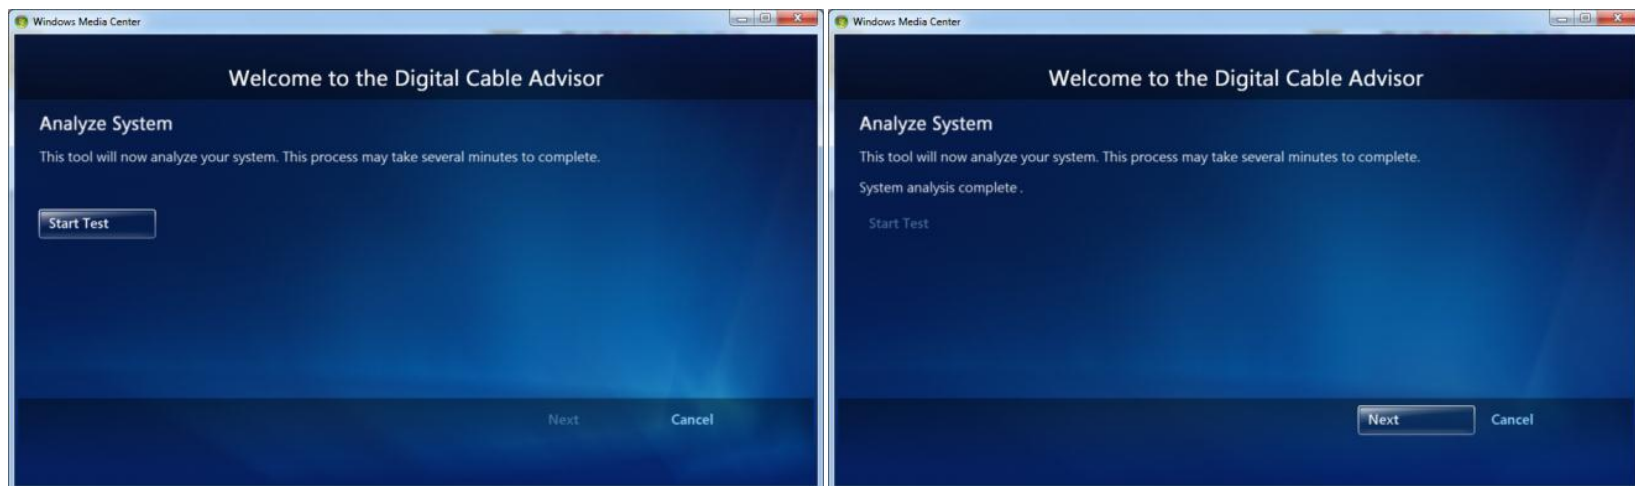 Windows Media Center
Welcome to the Digital Cable Advisor
Analyze System
This tool will now analyze your system. This process may take several minutes to complete.
Start Test
Next
Cancel
Windows Media Center
Welcome to the Digital Cable Advisor
Analyze System
This tool will now analyze your system. This process may take several minutes to complete.
System analysis complete .
Start Test
Next
Cancel